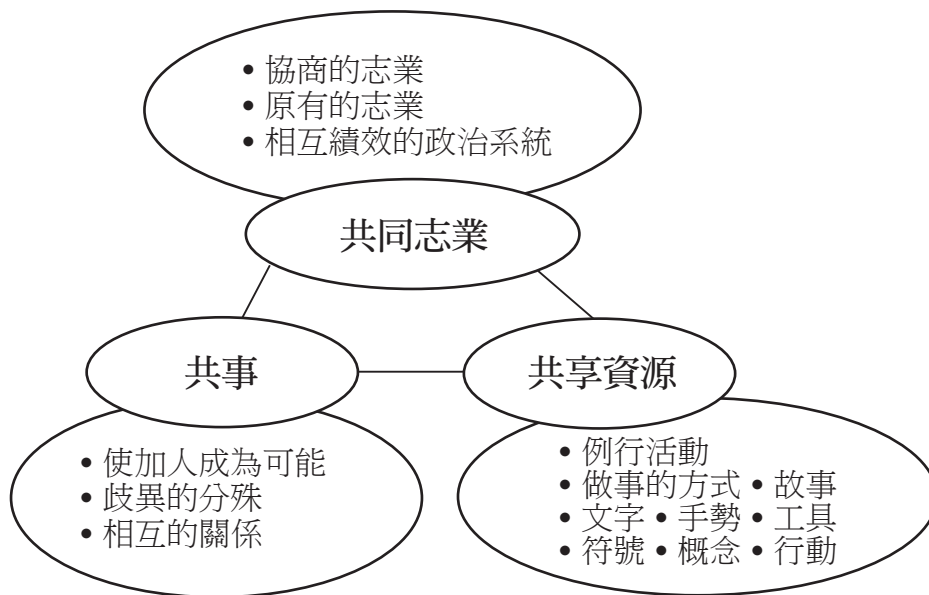 • 協商的志業
• 原有的志業
• 相互績效的政治系統
共同志業
共事
共享資源
• 使加人成為可能
• 歧異的分殊
• 相互的關係
• 例行活動
• 做事的方式 • 故事
• 文字 • 手勢 • 工具
• 符號 • 概念 • 行動